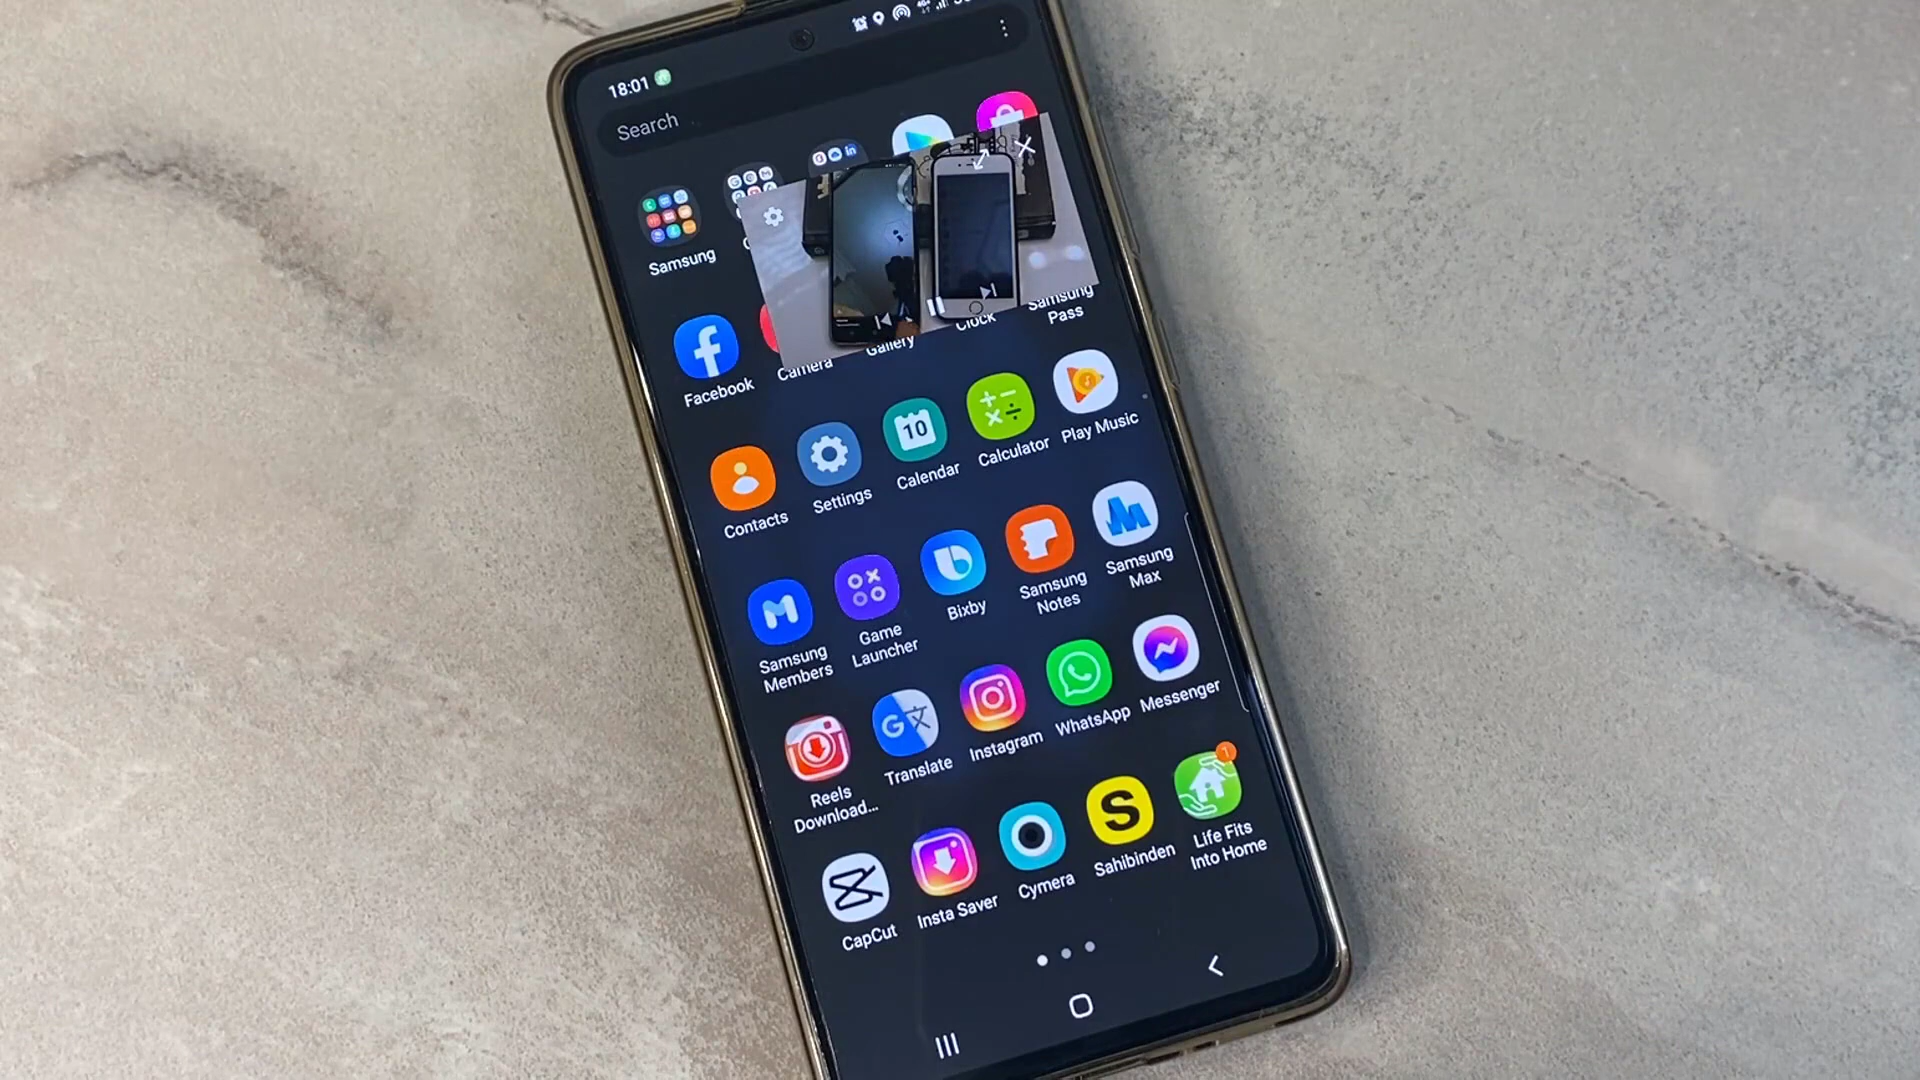 18:01
Search
Samsung
Facebook
Camera
Gallery
Clock
Samsung
Pass
Contacts
Settings
10
Calendar
Calculator
Play Music
Samsung
Members
Game
Launcher
Bixby
Samsung
Notes
Samsung
Max
Reels
Download...
Translate
Instagram
WhatsApp
Messenger
CapCut
Insta Saver
Cymera
S
Sahibinden
1
Life Fits
Into Home